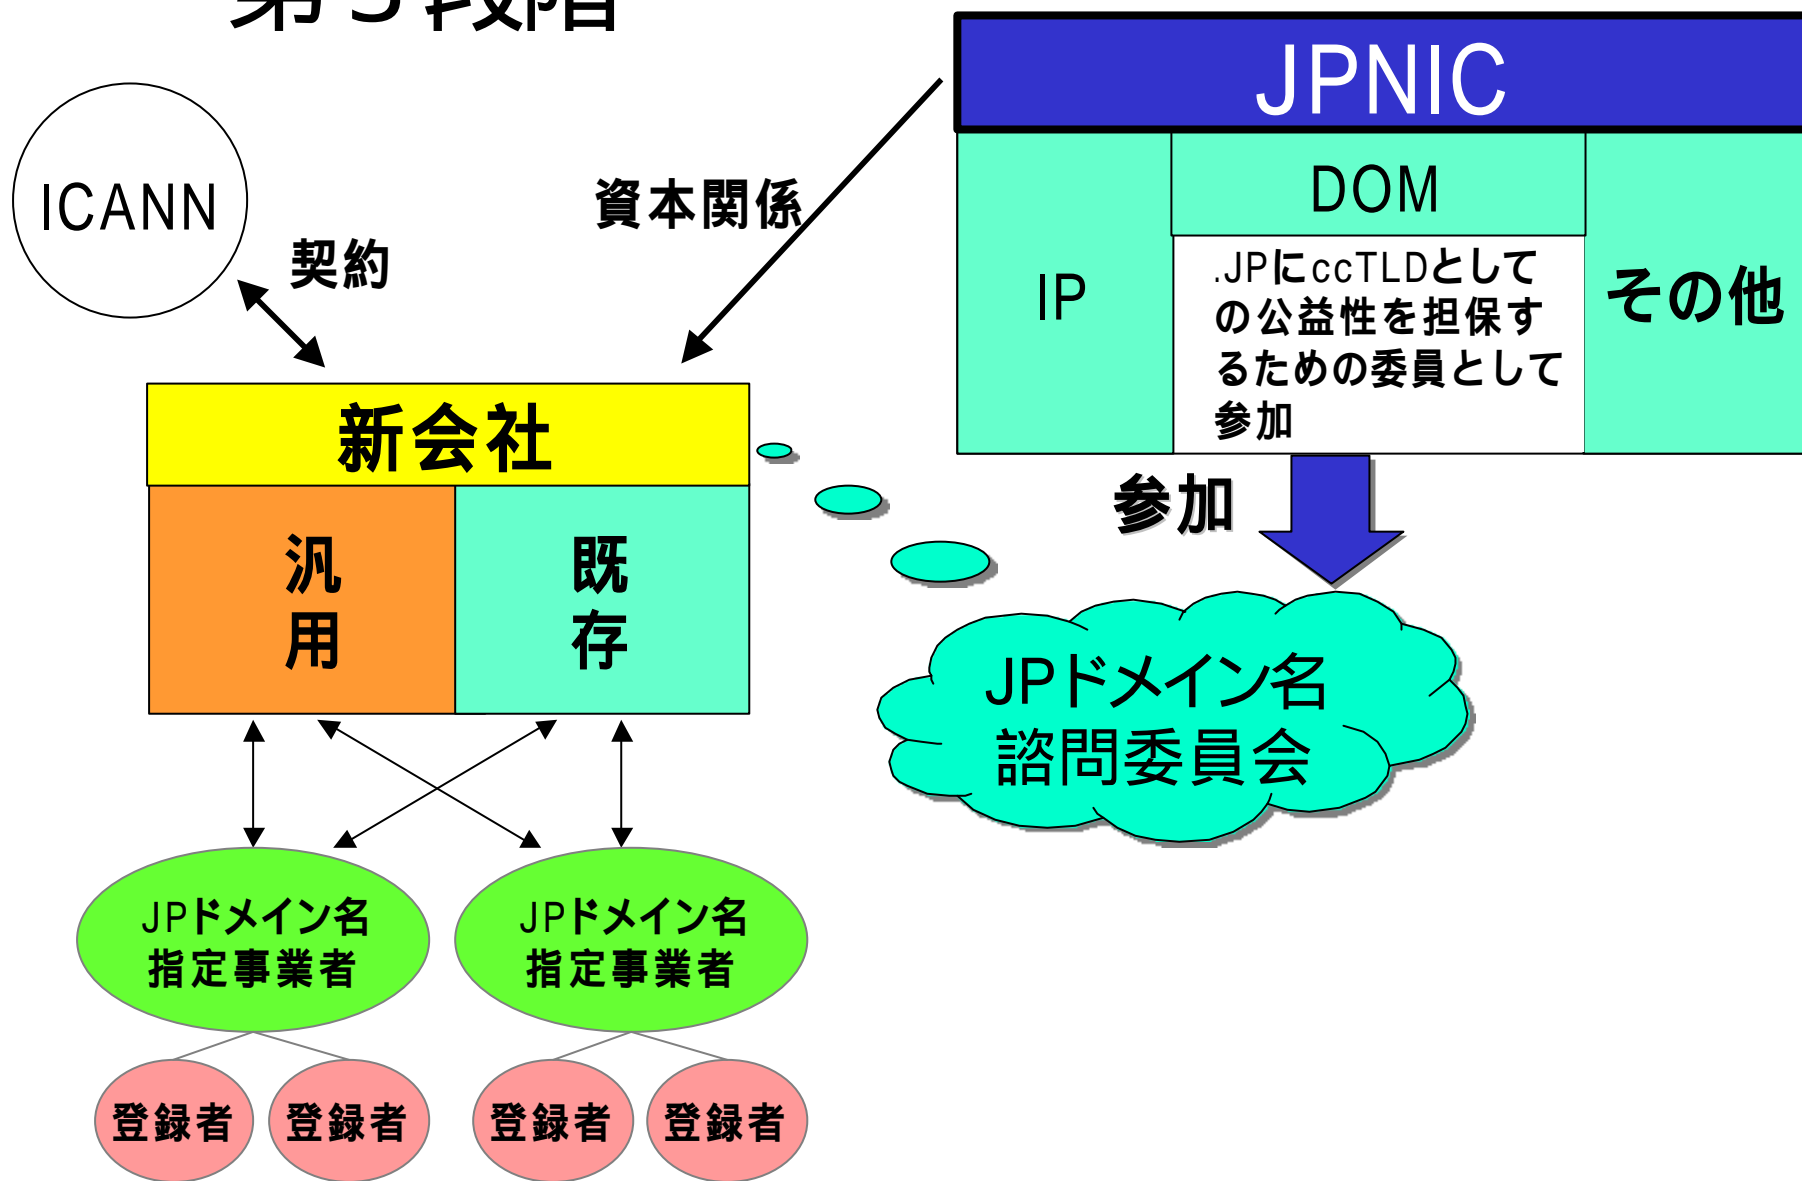 第3段階
JPNIC
ICANN
契約
資本関係
IP
DOM
.JPにccTLDとして
の公益性を担保す
るための委員として
参加
その他
新会社
参加
汎
用
既
存
JPドメイン名
諮問委員会
JPドメイン名
指定事業者
JPドメイン名
指定事業者
登録者
登録者
登録者
登録者